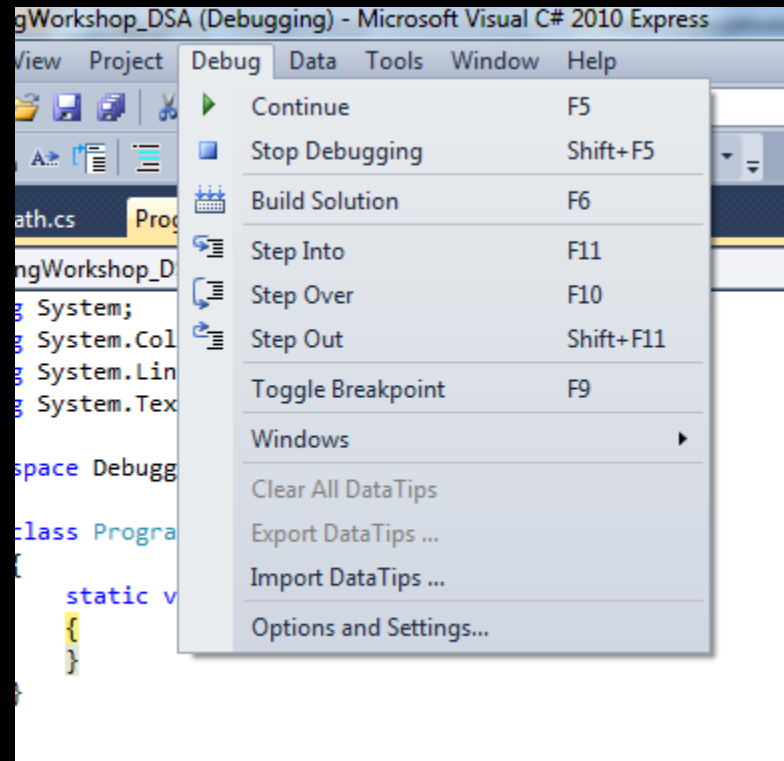 gWorkshop_DSA (Debugging) - Microsoft Visual C# 2010 Express
View Project Debug Data Tools Window Help
Continue F5
Stop Debugging Shift+F5
Build Solution F6
Step Into F11
Step Over F10
Step Out Shift+F11
Toggle Breakpoint F9
Windows
Clear All DataTips
Export DataTips ...
Import DataTips ...
Options and Settings...
ath.cs Prog
ngWorkshop_D
g System;
g System.Col
g System.Lin
g System.Tex
space Debugg
class Progra
{
static v
{
}
}